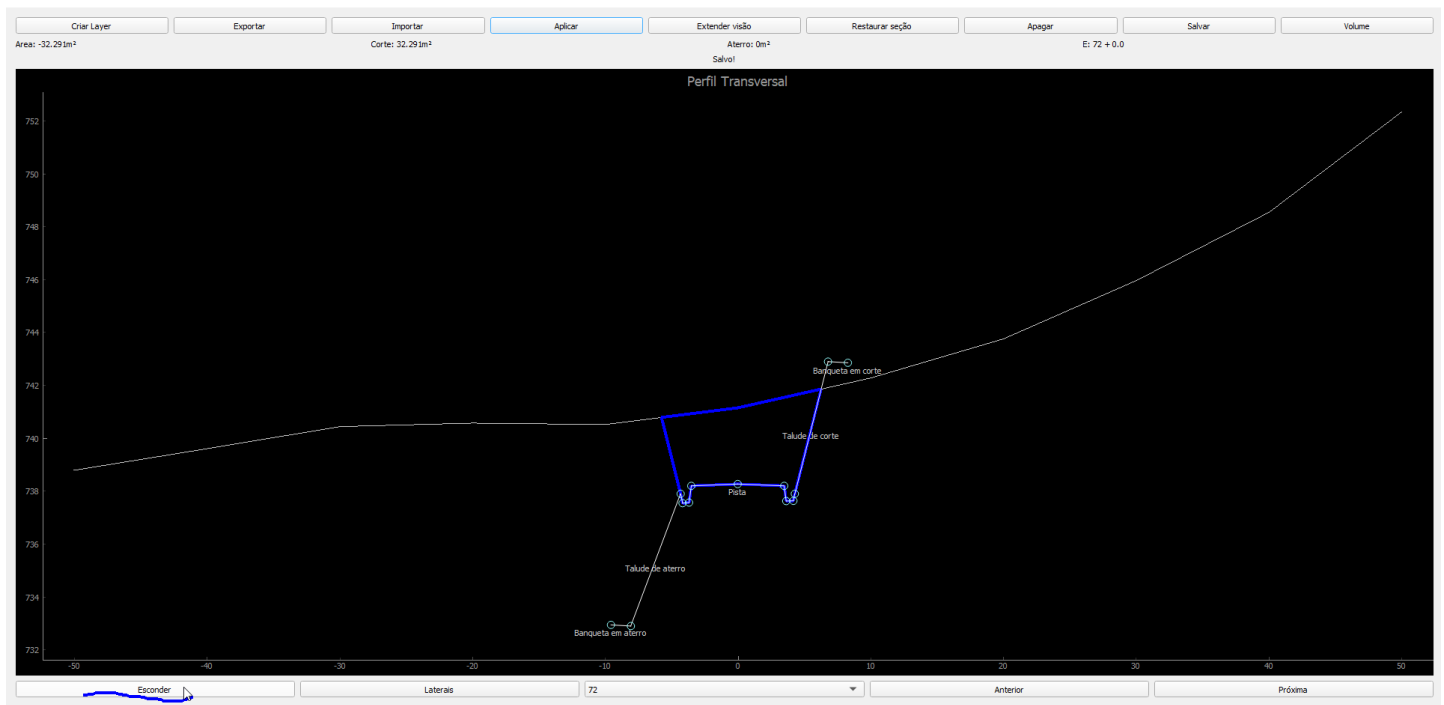 Criar Layer Exportar Importar Aplicar Extender visão Restaurar seção Apagar Salvar Volume
Area: -32.291m² Corte: 32.291m² Aterro: 0m² E: 72 + 0.0
Salvo!
Perfil Transversal
752
750
748
746
744
742
740
738
736
734
732
Banqueta em corte
Talude de corte
Pista
Talude de aterro
Banqueta em aterro
-50 -40 -30 -20 -10 0 10 20 30 40 50
Esconder Laterais 72 Anterior Próxima